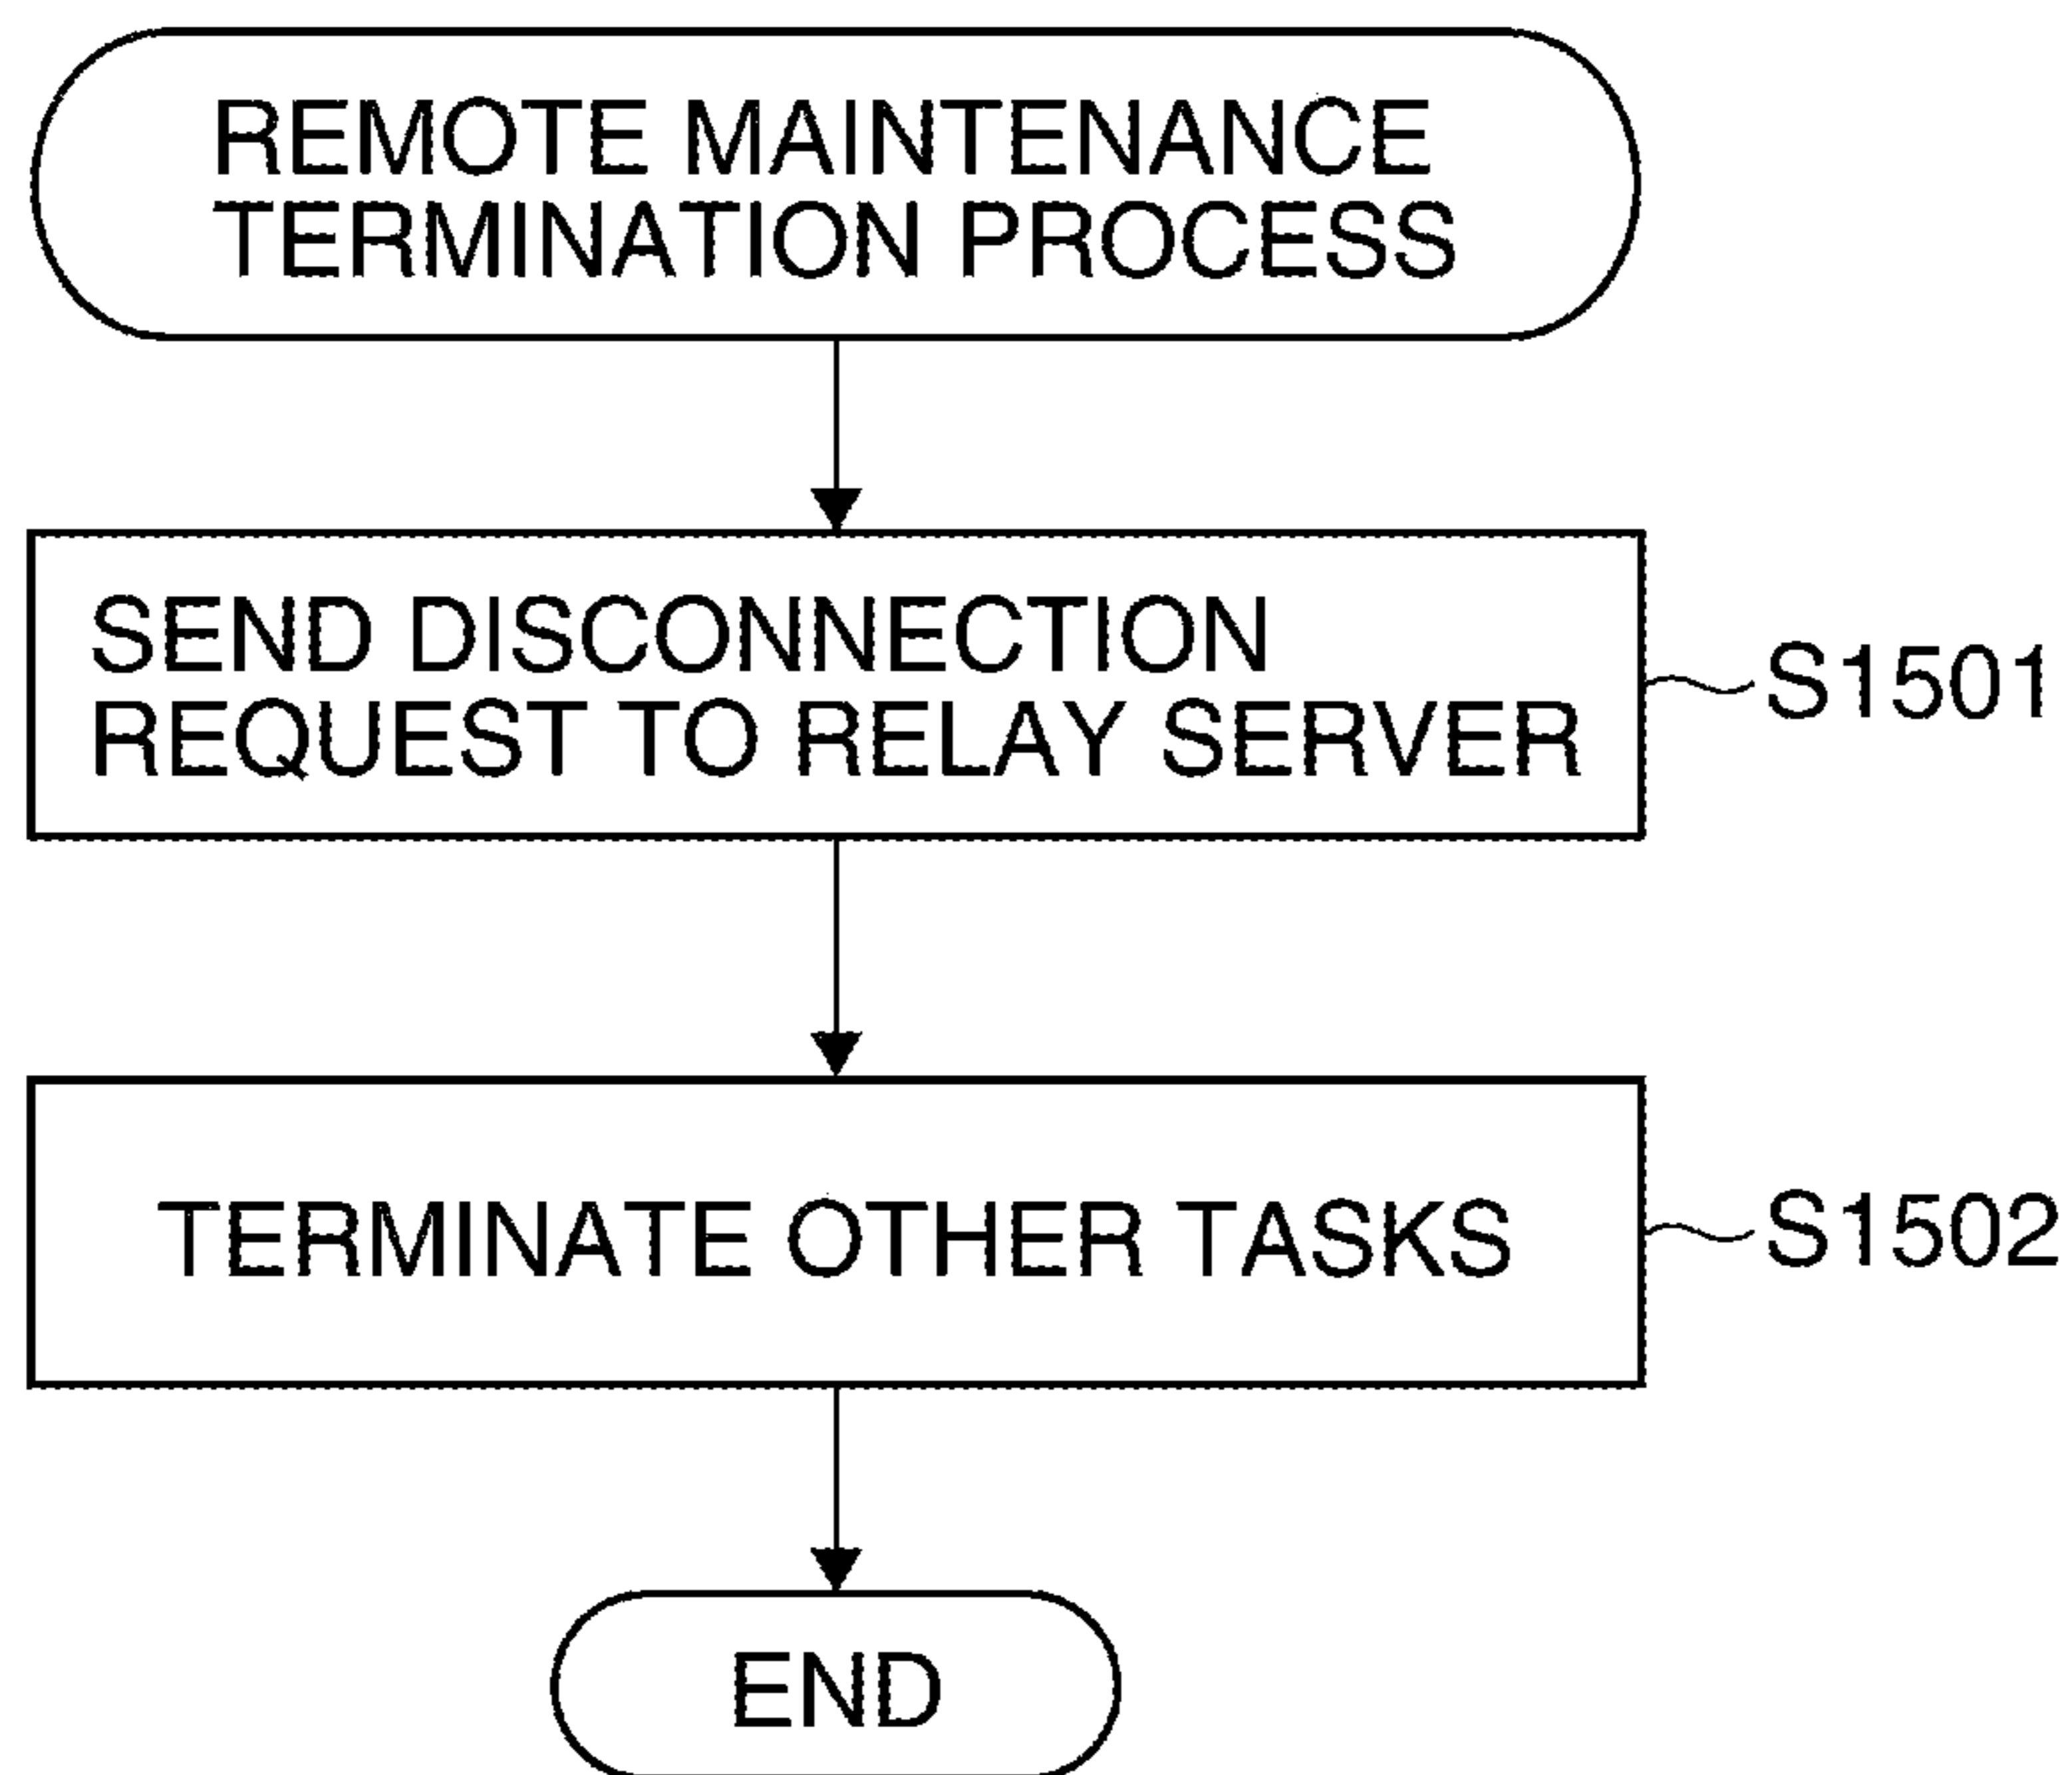 REMOTE MAINTENANCE
TERMINATION PROCESS
SEND DISCONNECTION
REQUEST TO RELAY SERVER
S1501
TERMINATE OTHER TASKS
S1502
END